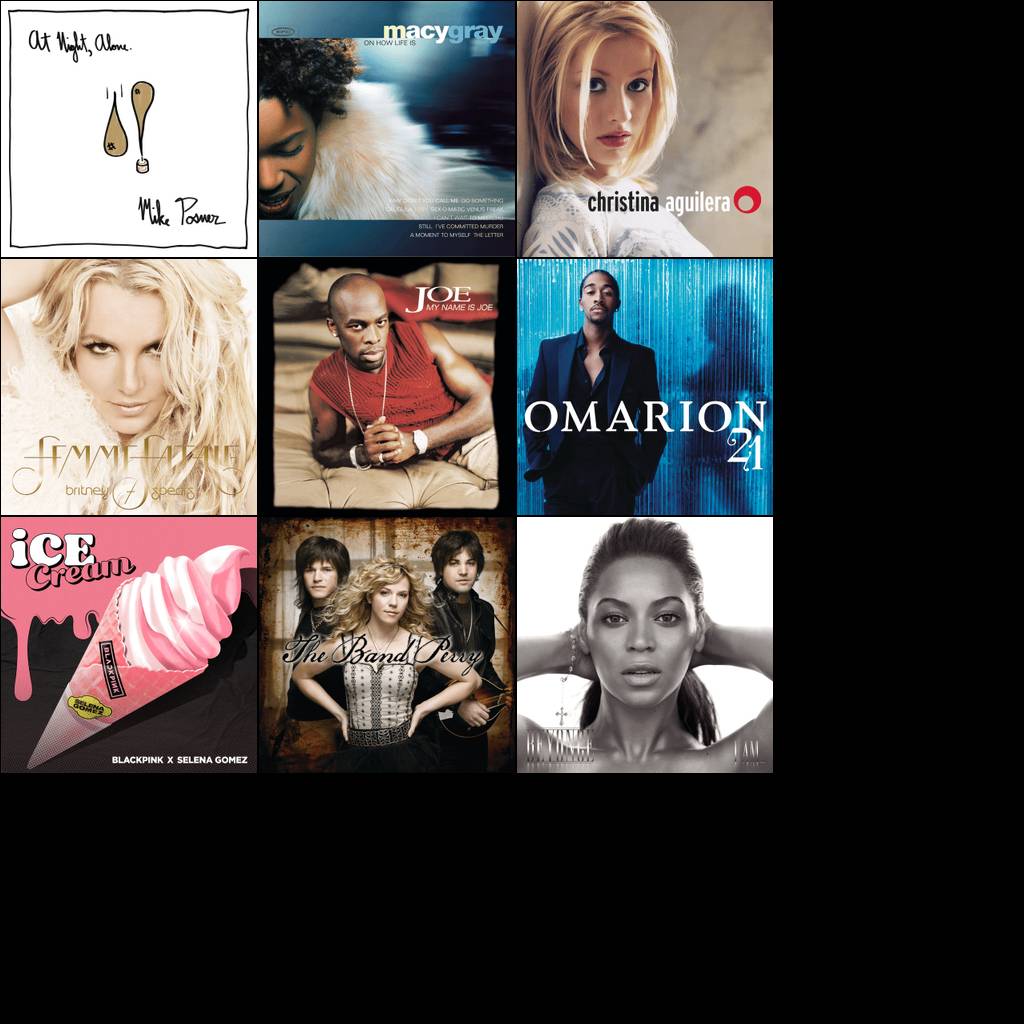 At Night, Alone.
Mike Posner
macygray
ON HOW LIFE IS
STILL I'VE COMMITTED MURDER
A MOMENT TO MYSELF THE LETTER
christina aguilera
FEMME FATALE
britney spears
JOE
MY NAME IS JOE
OMARION
21
iCE
Cream
BLACKPINK
SELENA
GOMEZ
BLACKPINK X SELENA GOMEZ
The Band Perry
BEYONCÉ
I AM